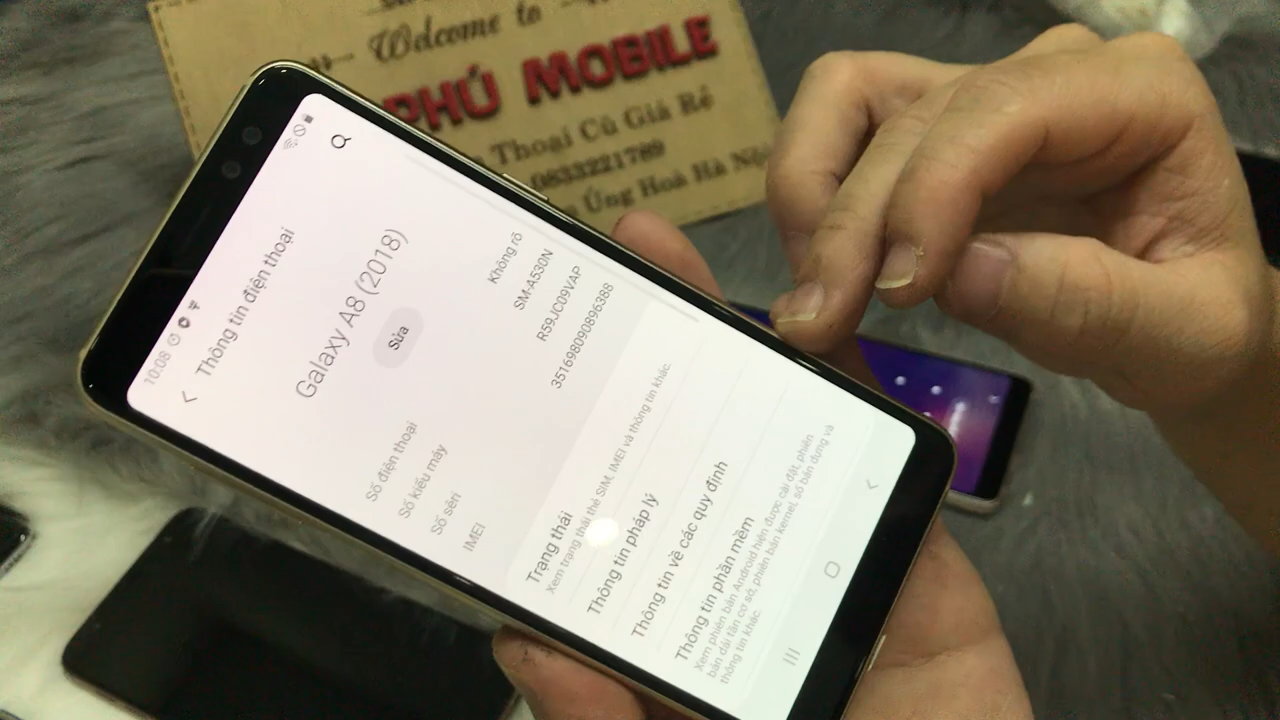 Welcome to
PHÚ MOBILE
Thoại Cũ Giá Rẻ
0833221789
Ứng Hoà Hà Nội
10:08
Thông tin điện thoại
Galaxy A8 (2018)
Sửa
Số điện thoại Không rõ
Số kiểu máy SM-A530N
Số sêri R59JC09VAP
IMEI 351698090896388
Trạng thái
Xem trạng thái thẻ SIM, IMEI và thông tin khác.
Thông tin pháp lý
Thông tin về các quy định
Thông tin phần mềm
Xem phiên bản Android hiện được cài đặt, phiên
bản dải tần cơ sở, phiên bản kernel, số bản dựng và
thông tin khác.